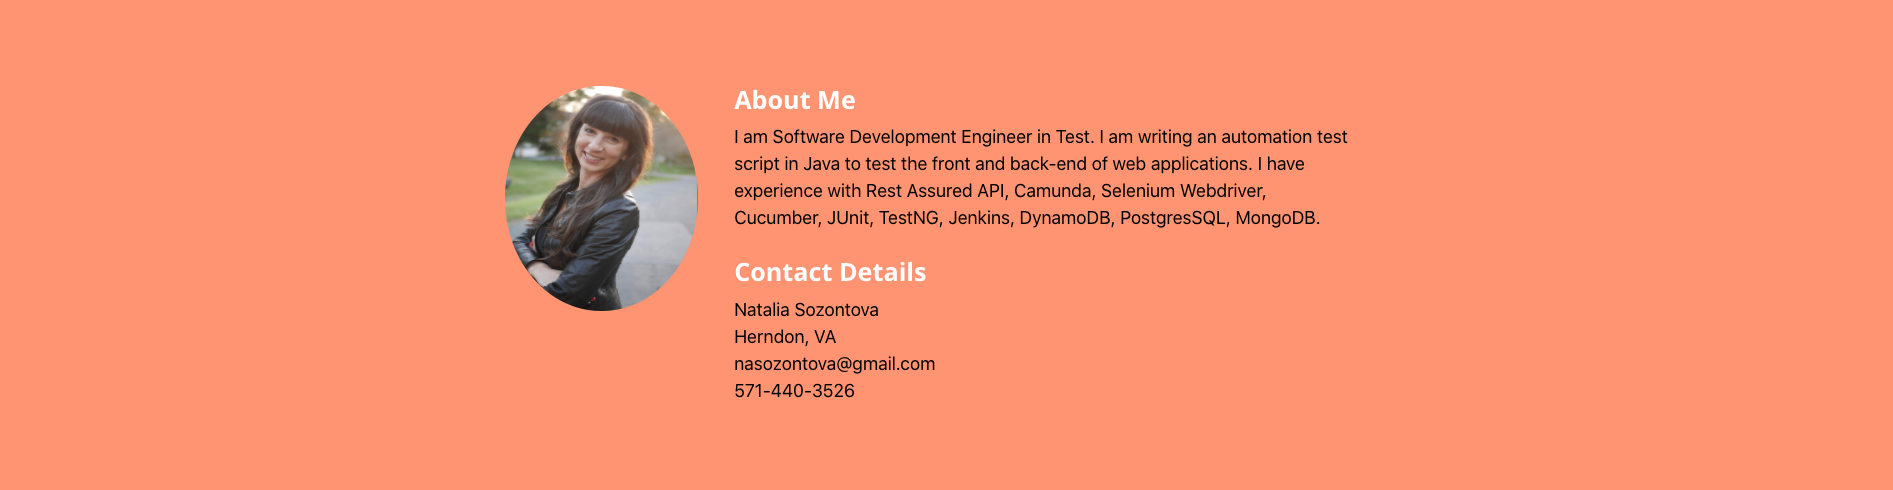 About Me
I am Software Development Engineer in Test. I am writing an automation test
script in Java to test the front and back-end of web applications. I have
experience with Rest Assured API, Camunda, Selenium Webdriver,
Cucumber, JUnit, TestNG, Jenkins, DynamoDB, PostgresSQL, MongoDB.
Contact Details
Natalia Sozontova
Herndon, VA
nasozontova@gmail.com
571-440-3526